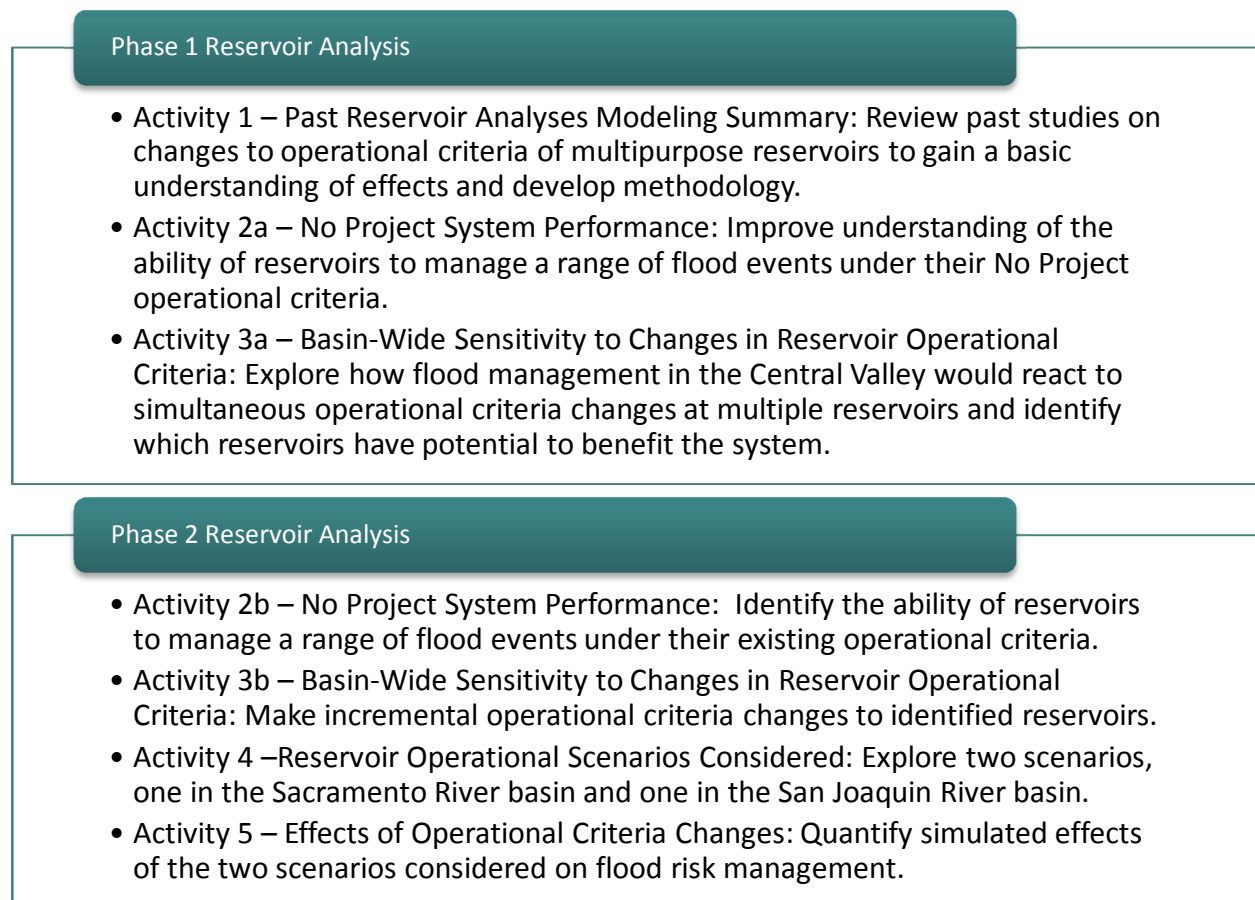 Phase 1 Reservoir Analysis
• Activity 1 – Past Reservoir Analyses Modeling Summary: Review past studies on
changes to operational criteria of multipurpose reservoirs to gain a basic
understanding of effects and develop methodology.
• Activity 2a – No Project System Performance: Improve understanding of the
ability of reservoirs to manage a range of flood events under their No Project
operational criteria.
• Activity 3a – Basin-Wide Sensitivity to Changes in Reservoir Operational
Criteria: Explore how flood management in the Central Valley would react to
simultaneous operational criteria changes at multiple reservoirs and identify
which reservoirs have potential to benefit the system.
Phase 2 Reservoir Analysis
• Activity 2b – No Project System Performance:  Identify the ability of reservoirs
to manage a range of flood events under their existing operational criteria.
• Activity 3b – Basin-Wide Sensitivity to Changes in Reservoir Operational
Criteria: Make incremental operational criteria changes to identified reservoirs.
• Activity 4 –Reservoir Operational Scenarios Considered: Explore two scenarios,
one in the Sacramento River basin and one in the San Joaquin River basin.
• Activity 5 – Effects of Operational Criteria Changes: Quantify simulated effects
of the two scenarios considered on flood risk management.